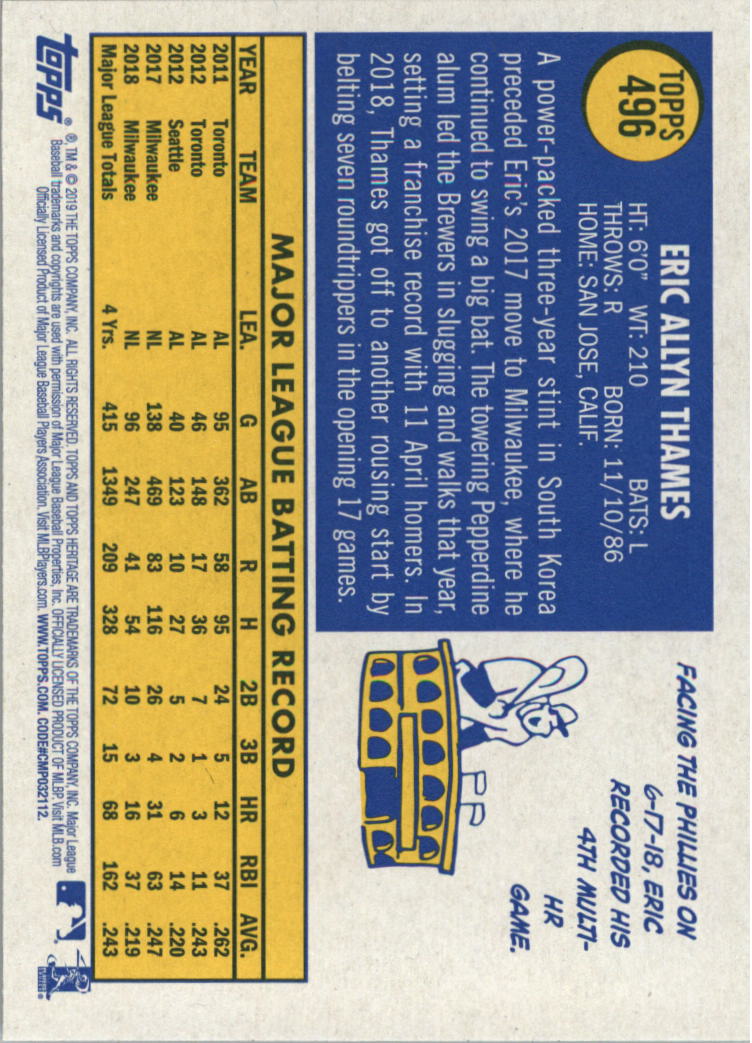 TOPPS
496
ERIC ALLYN THAMES
HT: 6'0" WT: 210 BATS: L
THROWS: R BORN: 11/10/86
HOME: SAN JOSE, CALIF.
A power-packed three-year stint in South Korea
preceded Eric's 2017 move to Milwaukee, where he
continued to swing a big bat. The towering Pepperdine
alum led the Brewers in slugging and walks that year,
setting a franchise record with 11 April homers. In
2018, Thames got off to another rousing start by
belting seven roundtrippers in the opening 17 games.
FACING THE PHILLIES ON
6-17-18, ERIC
RECORDED HIS
4TH MULTI-
HR
GAME.
MAJOR LEAGUE BATTING RECORD
YEAR TEAM LEA. G AB R H 2B 3B HR RBI AVG.
2011 Toronto AL 95 362 58 95 24 5 12 37 .262
2012 Toronto AL 46 148 17 36 7 1 3 11 .243
2012 Seattle AL 40 123 10 27 5 2 6 14 .220
2017 Milwaukee NL 138 469 83 116 26 4 31 63 .247
2018 Milwaukee NL 96 247 41 54 10 3 16 37 .219
Major League Totals 4 Yrs. 415 1349 209 328 72 15 68 162 .243
topps
®, TM & © 2019 THE TOPPS COMPANY, INC. ALL RIGHTS RESERVED. TOPPS AND TOPPS HERITAGE ARE TRADEMARKS OF THE TOPPS COMPANY, INC. Major League
Baseball trademarks and copyrights are used with permission of Major League Baseball Properties, Inc. OFFICIALLY LICENSED PRODUCT OF MLBP. Visit MLB.com
Officially Licensed Product of Major League Baseball Players Association. Visit MLBPlayers.com. WWW.TOPPS.COM. CODE#CMP032112.